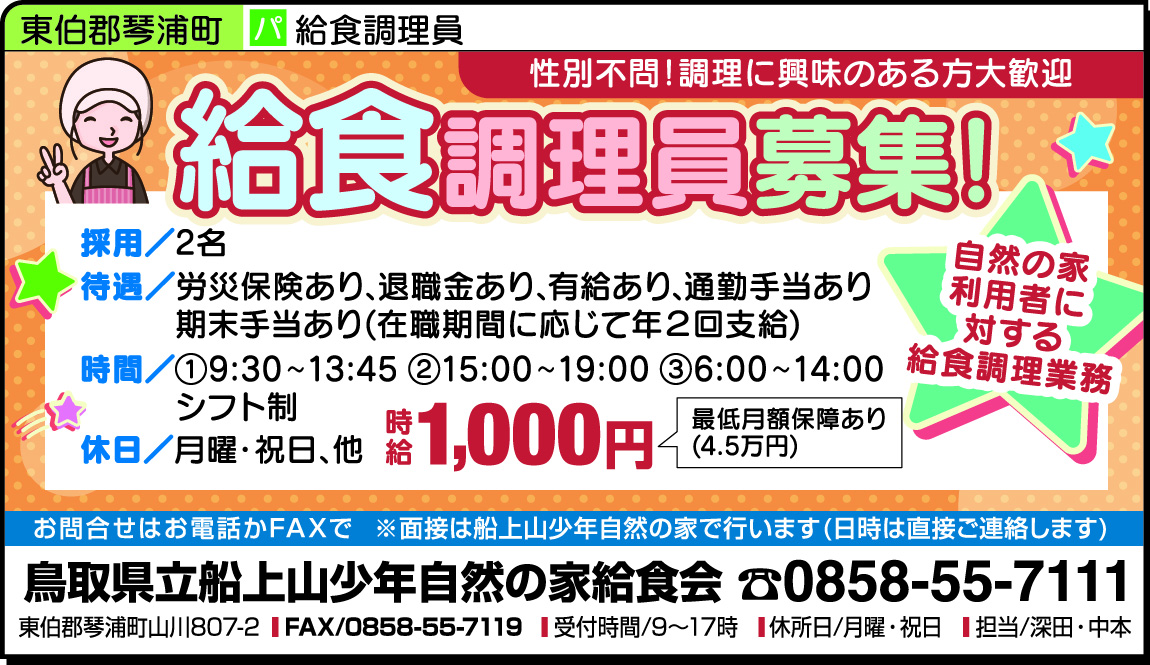 東伯郡琴浦町 パ 給食調理員
性別不問!調理に興味のある方大歓迎
給食調理員募集!
採用／2名
待遇／労災保険あり、退職金あり、有給あり、通勤手当あり
期末手当あり(在職期間に応じて年2回支給)
時間／①9:30~13:45 ②15:00~19:00 ③6:00~14:00
シフト制
休日／月曜・祝日、他
時給1,000円
最低月額保障あり
(4.5万円)
自然の家
利用者に
対する
給食調理業務
お問合せはお電話かFAXで ※面接は船上山少年自然の家で行います(日時は直接ご連絡します)
鳥取県立船上山少年自然の家給食会 ☎0858-55-7111
東伯郡琴浦町山川807-2 FAX/0858-55-7119 受付時間/9～17時 休所日/月曜・祝日 担当/深田・中本